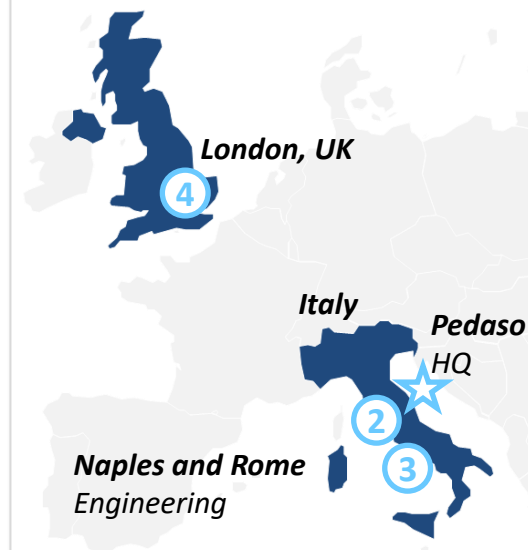 London, UK
4
Italy
Pedaso
HQ
2
3
Naples and Rome
Engineering